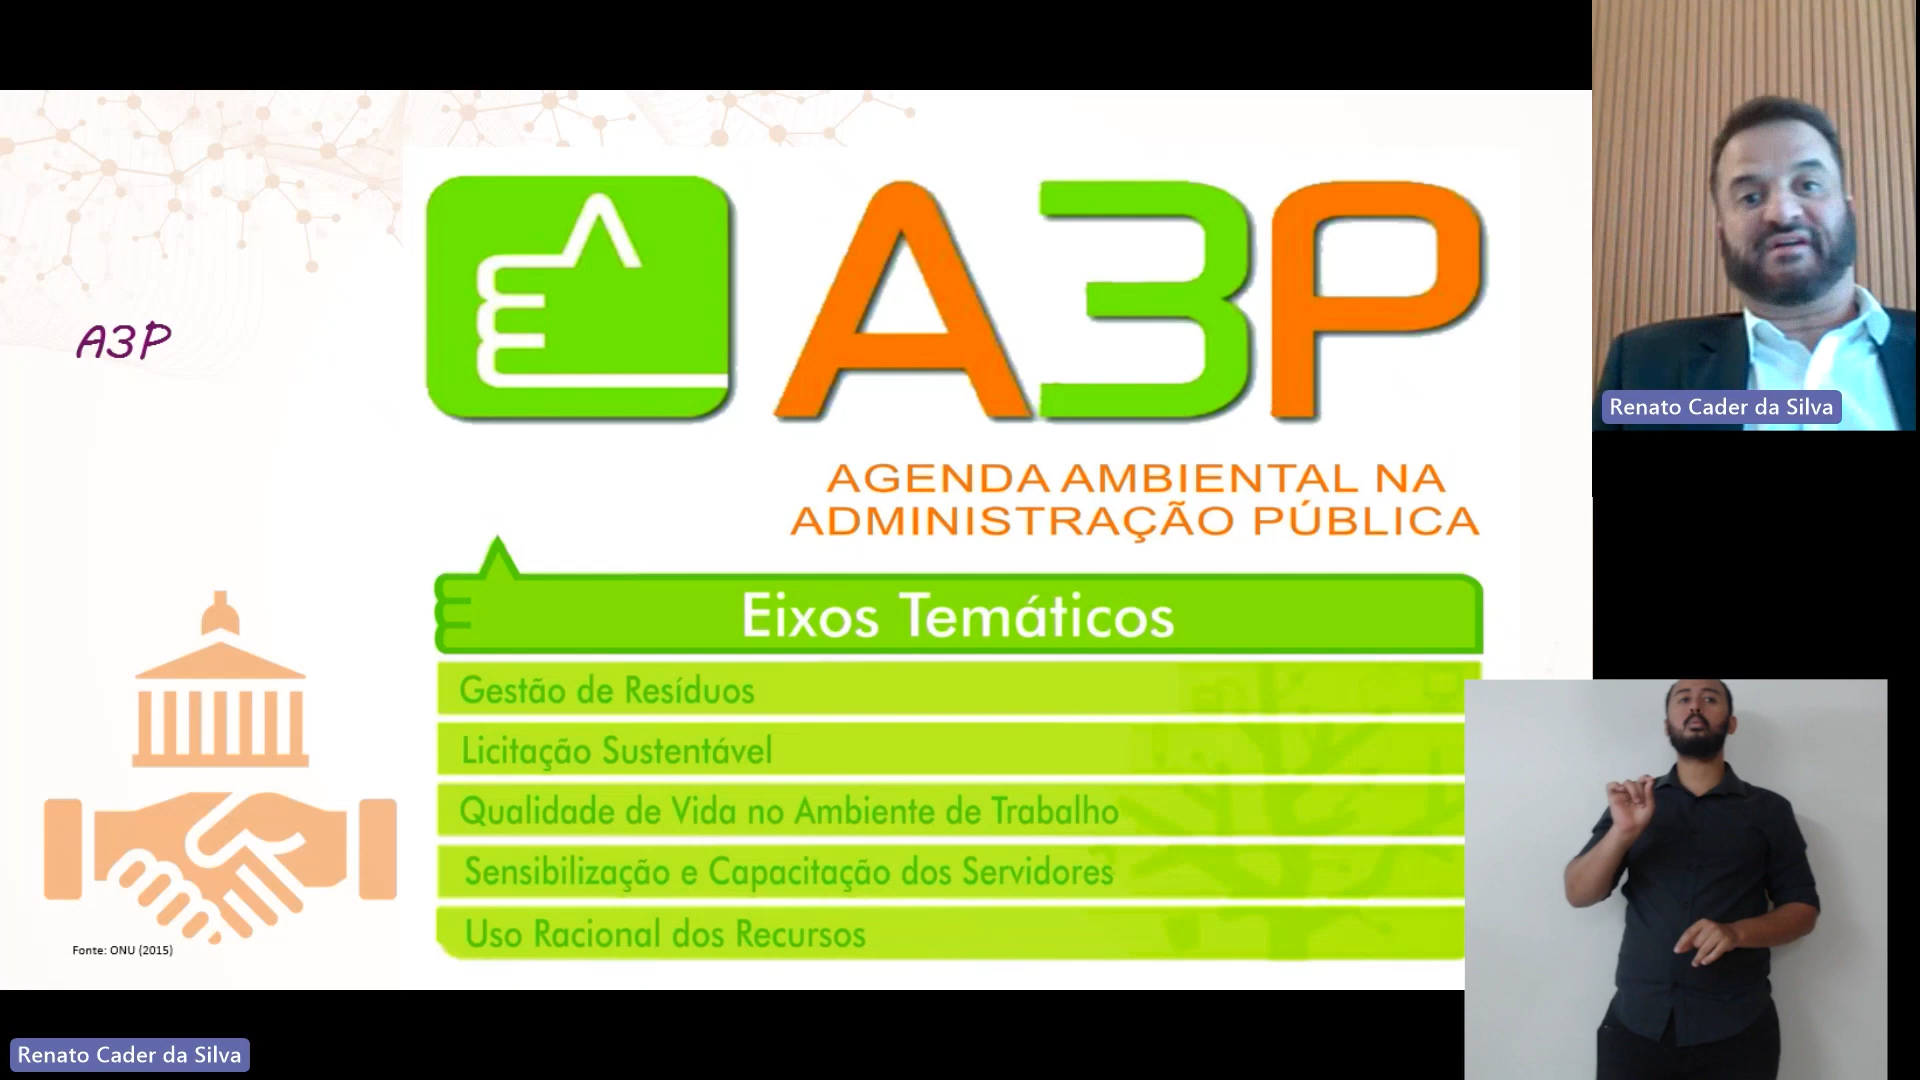 A3P
A3P
AGENDA AMBIENTAL NA
ADMINISTRAÇÃO PÚBLICA
Eixos Temáticos
Gestão de Resíduos
Licitação Sustentável
Qualidade de Vida no Ambiente de Trabalho
Sensibilização e Capacitação dos Servidores
Uso Racional dos Recursos
Fonte: ONU (2015)
Renato Cader da Silva
Renato Cader da Silva